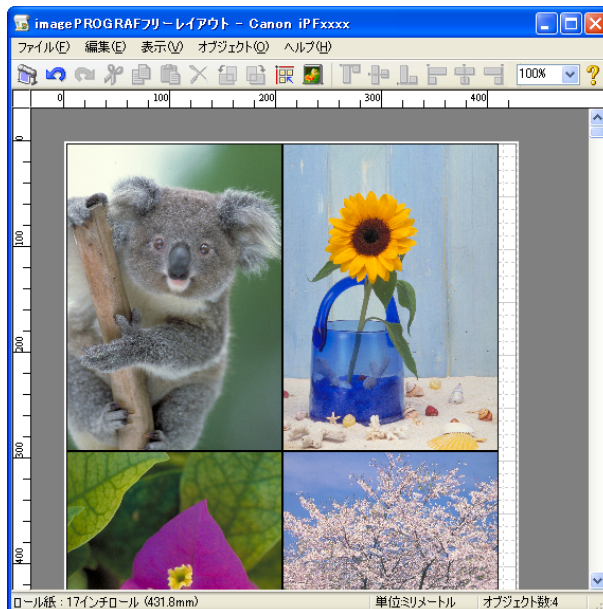 imagePROGRAFフリーレイアウト - Canon iPFxxxx
ファイル(F) 編集(E) 表示(V) オブジェクト(O) ヘルプ(H)
100%
0 100 200 300 400
0
100
200
300
400
ロール紙：17インチロール (431.8mm) 単位:ミリメートル オブジェクト数:4